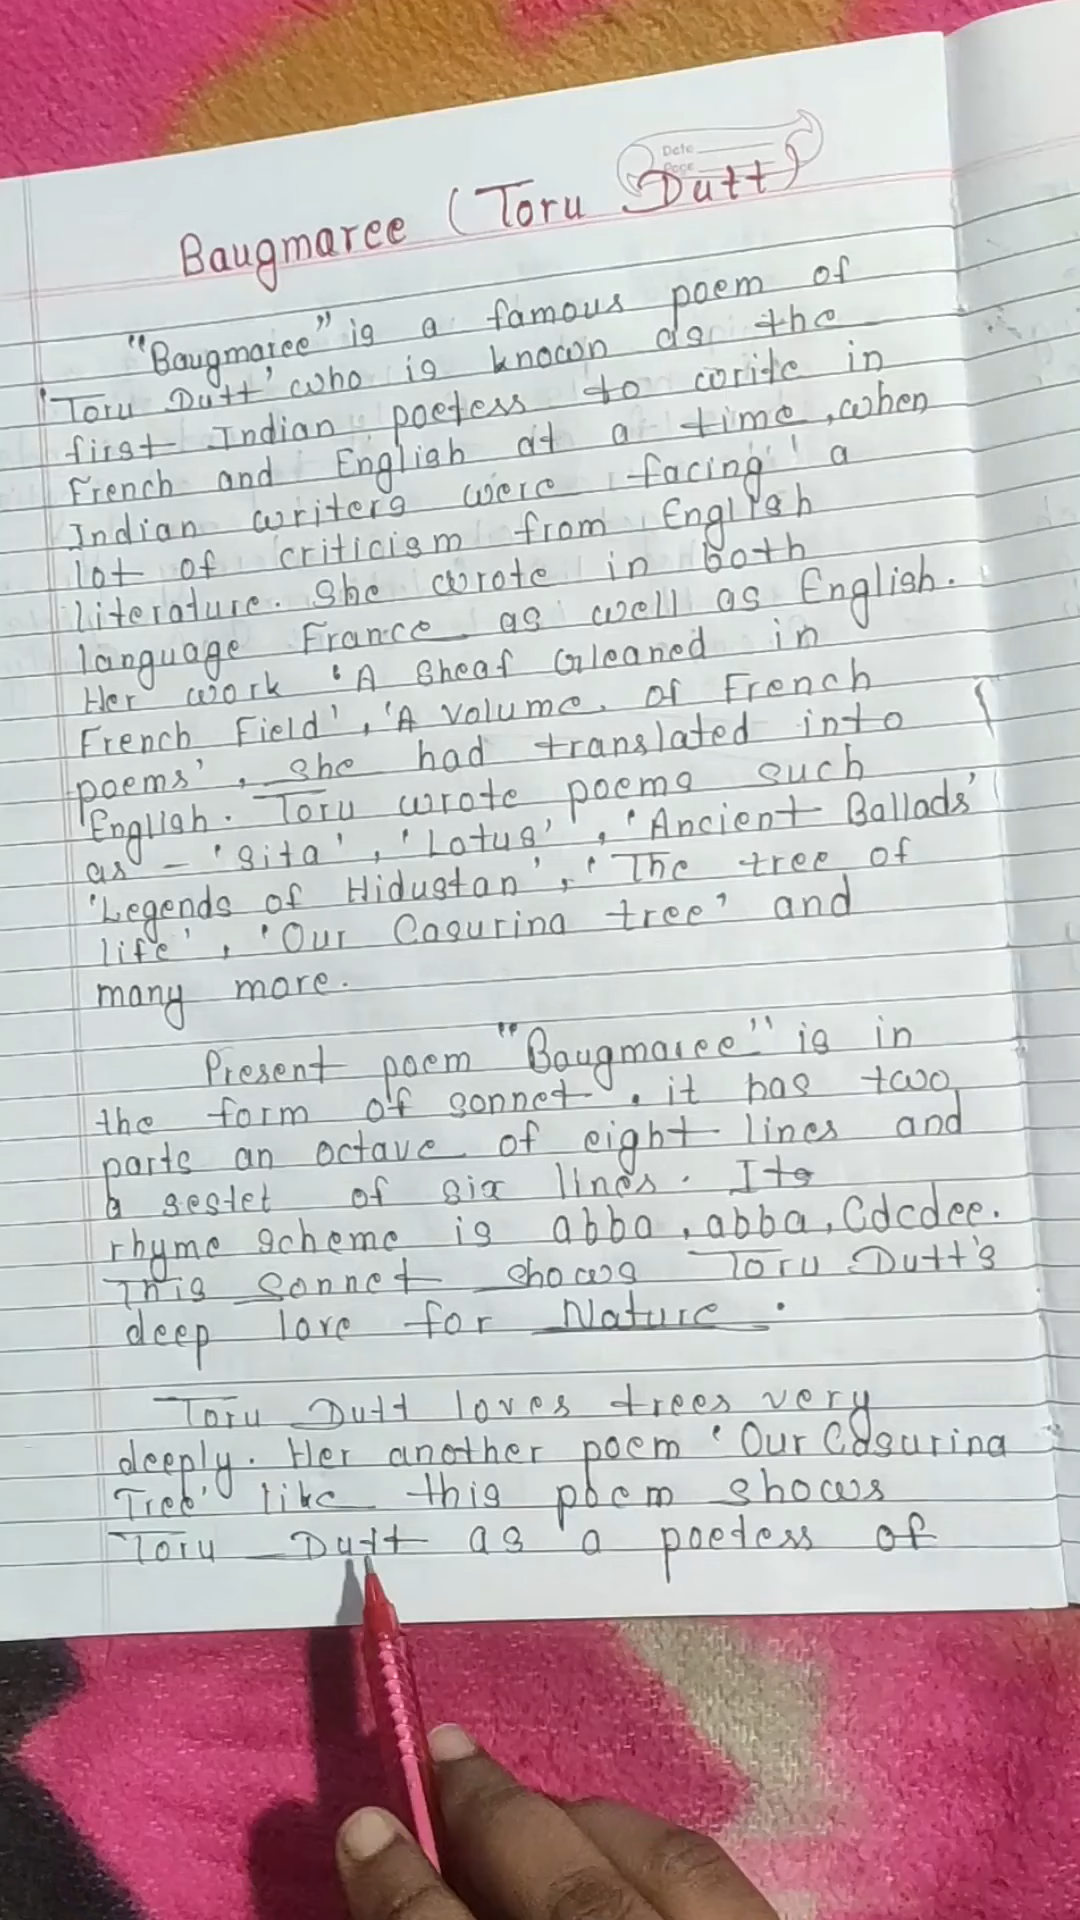 Date
Page
Baugmaree (Toru Dutt)
"Baugmaree" is a famous poem of
'Toru Dutt' who is known as the
first Indian poetess to write in
French and English at a time, when
Indian writers were facing a
lot of criticism from English
literature. She wrote in both
language France as well as English.
Her work 'A Sheaf Gleaned in
French Field', 'A volume of French
poems', she had translated into
English. Toru wrote poems such
as - 'Sita', 'Lotus', 'Ancient Ballads'
'Legends of Hidustan', 'The tree of
life', 'Our Casurina tree' and
many more.
Present poem "Baugmaree" is in
the form of sonnet. it has two
parts an octave of eight lines and
a sestet of six lines. Its
rhyme scheme is abba, abba, Cdcdee.
This Sonnet shows Toru Dutt's
deep love for Nature.
Toru Dutt loves trees very
deeply. Her another poem 'Our Casurina
Tree' like this poem shows
Toru Dutt as a poetess of